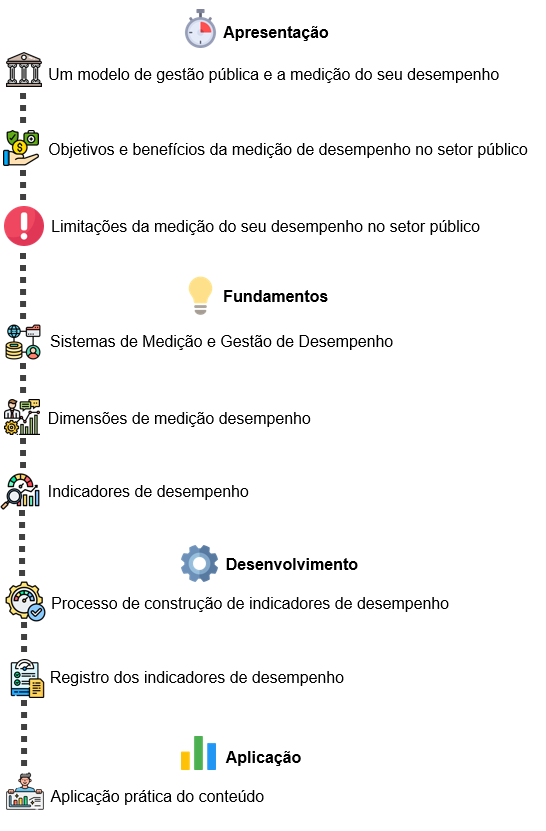 Apresentação
Um modelo de gestão pública e a medição do seu desempenho
Objetivos e benefícios da medição de desempenho no setor público
Limitações da medição do seu desempenho no setor público
Fundamentos
Sistemas de Medição e Gestão de Desempenho
Dimensões de medição desempenho
Indicadores de desempenho
Desenvolvimento
Processo de construção de indicadores de desempenho
Registro dos indicadores de desempenho
Aplicação
Aplicação prática do conteúdo